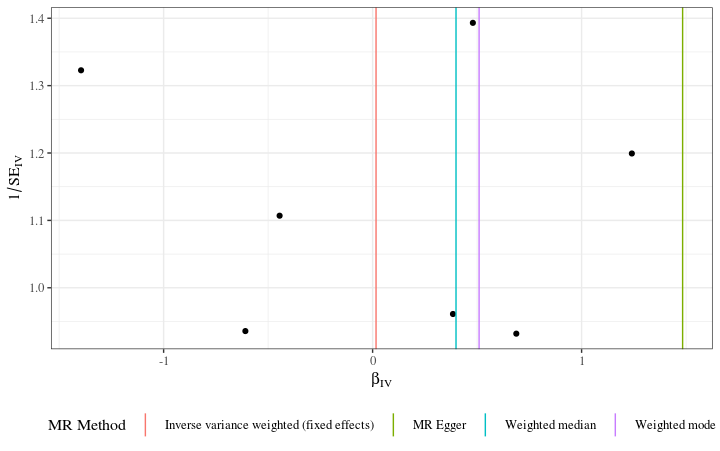 1.4
1.3
1.2
1.1
1.0
1/SE_IV
-1 0 1
β_IV
MR Method Inverse variance weighted (fixed effects) MR Egger Weighted median Weighted mode